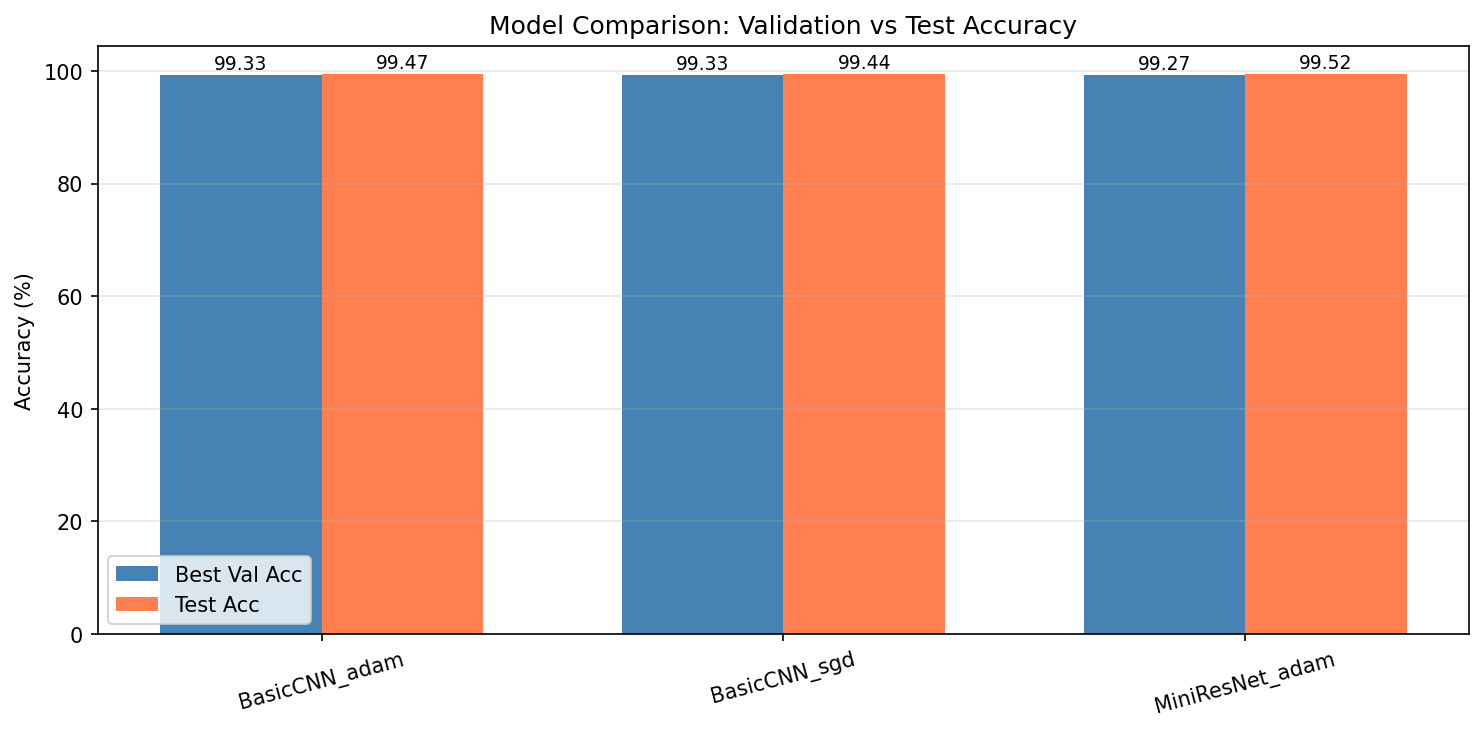 Model Comparison: Validation vs Test Accuracy
99.33
99.47
99.33
99.44
99.27
99.52
100
80
60
40
20
0
Accuracy (%)
Best Val Acc
Test Acc
BasicCNN_adam
BasicCNN_sgd
MiniResNet_adam